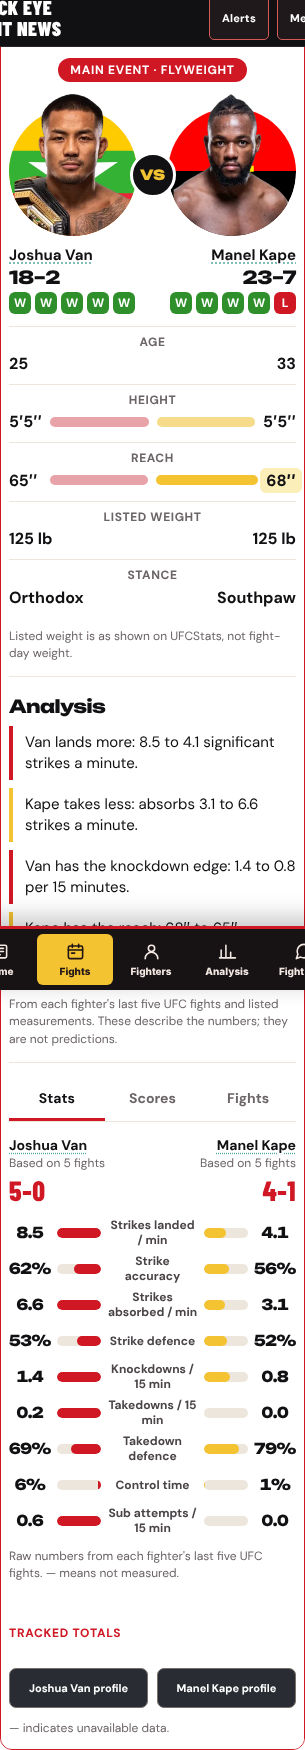 CK EYE
IT NEWS
Alerts
Me
MAIN EVENT · FLYWEIGHT
VS
Joshua Van
Manel Kape
18–2
23–7
W W W W W
W W W W L
AGE
25
33
HEIGHT
5′5′′
5′5′′
REACH
65′′
68′′
LISTED WEIGHT
125 lb
125 lb
STANCE
Orthodox
Southpaw
Listed weight is as shown on UFCStats, not fight-
day weight.
Analysis
Van lands more: 8.5 to 4.1 significant
strikes a minute.
Kape takes less: absorbs 3.1 to 6.6
strikes a minute.
Van has the knockdown edge: 1.4 to 0.8
per 15 minutes.
Kape has the reach: 68′′ to 65′′
me
Fights
Fighters
Analysis
Fight
From each fighter's last five UFC fights and listed
measurements. These describe the numbers; they
are not predictions.
Stats
Scores
Fights
Joshua Van
Manel Kape
Based on 5 fights
Based on 5 fights
5-0
4-1
8.5
Strikes landed
/ min
4.1
62%
Strike
accuracy
56%
6.6
Strikes
absorbed / min
3.1
53%
Strike defence
52%
1.4
Knockdowns /
15 min
0.8
0.2
Takedowns / 15
min
0.0
69%
Takedown
defence
79%
6%
Control time
1%
0.6
Sub attempts /
15 min
0.0
Raw numbers from each fighter's last five UFC
fights. — means not measured.
TRACKED TOTALS
Joshua Van profile
Manel Kape profile
— indicates unavailable data.